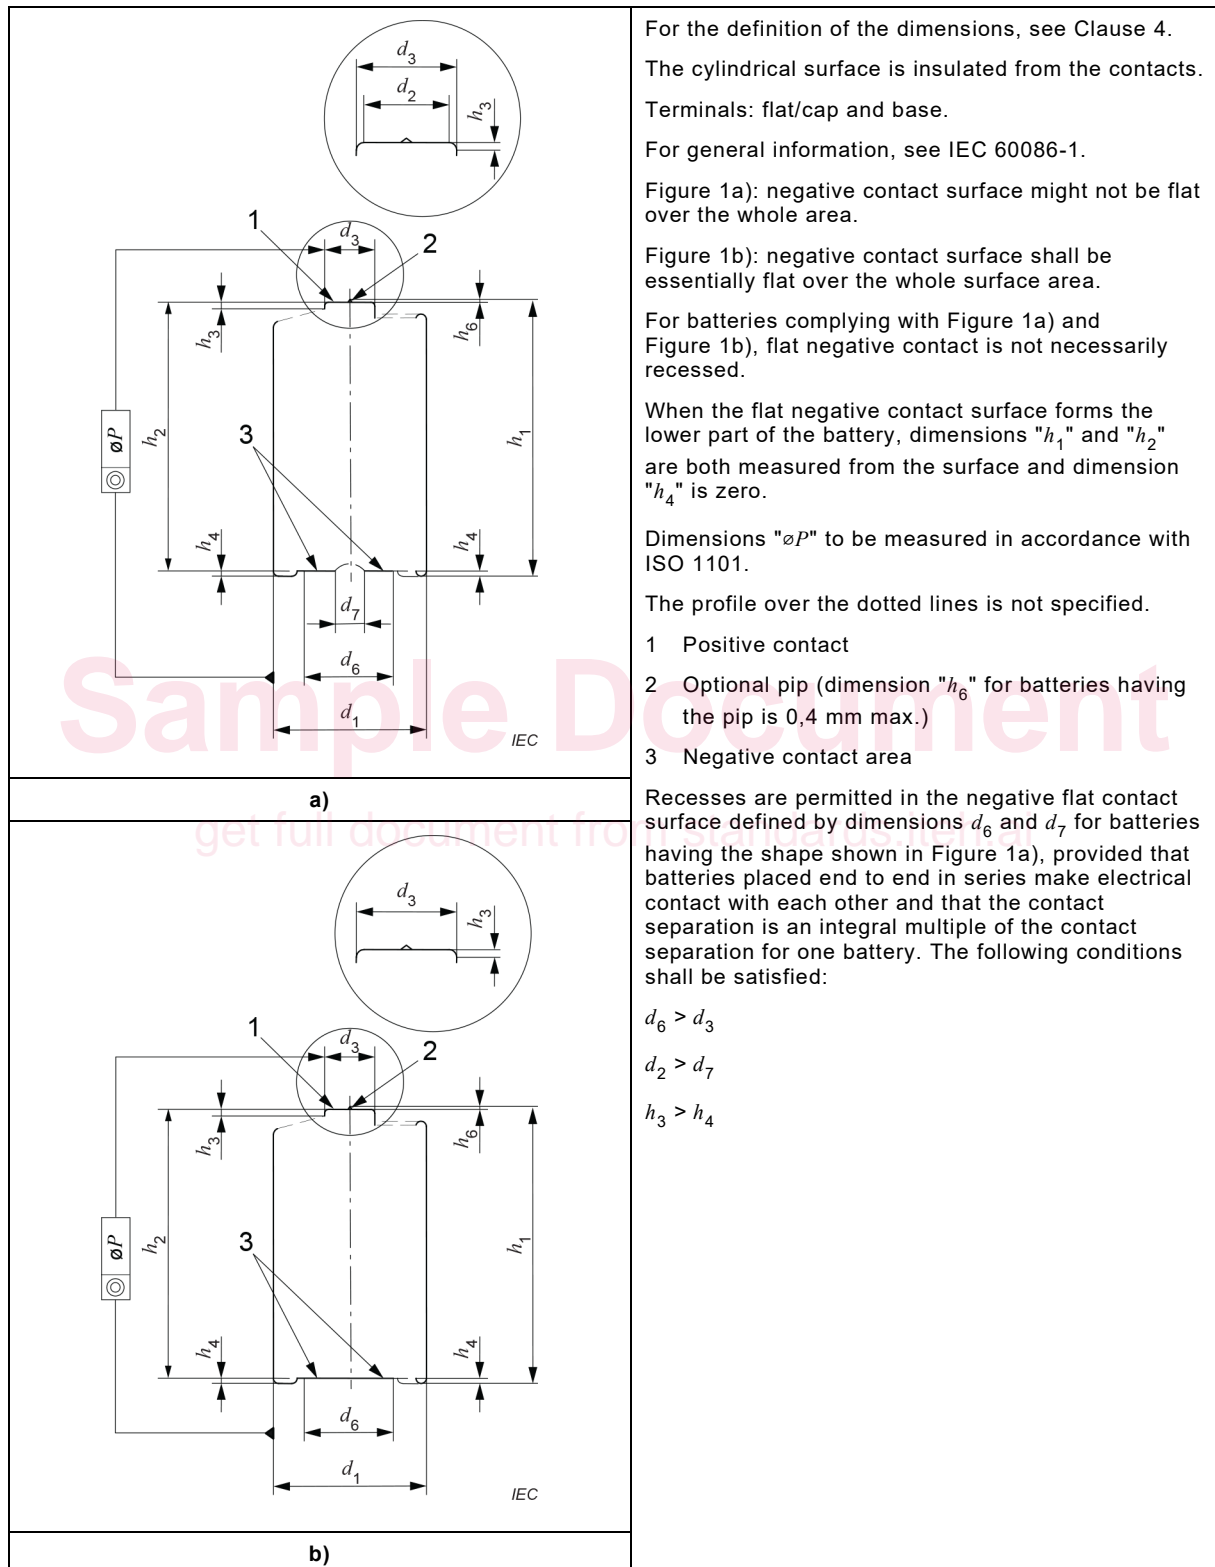 d3
d2
h3
1
d3
2
h3
h6
øP
h2
3
h1
h4
h4
d7
d6
d1
IEC
a)
d3
h3
1
d3
2
h3
h6
øP
h2
3
h1
h4
h4
d6
d1
IEC
b)
For the definition of the dimensions, see Clause 4.
The cylindrical surface is insulated from the contacts.
Terminals: flat/cap and base.
For general information, see IEC 60086-1.
Figure 1a): negative contact surface might not be flat
over the whole area.
Figure 1b): negative contact surface shall be
essentially flat over the whole surface area.
For batteries complying with Figure 1a) and
Figure 1b), flat negative contact is not necessarily
recessed.
When the flat negative contact surface forms the
lower part of the battery, dimensions "h1" and "h2"
are both measured from the surface and dimension
"h4" is zero.
Dimensions "øP" to be measured in accordance with
ISO 1101.
The profile over the dotted lines is not specified.
1 Positive contact
2 Optional pip (dimension "h6" for batteries having
the pip is 0,4 mm max.)
3 Negative contact area
Recesses are permitted in the negative flat contact
surface defined by dimensions d6 and d7 for batteries
having the shape shown in Figure 1a), provided that
batteries placed end to end in series make electrical
contact with each other and that the contact
separation is an integral multiple of the contact
separation for one battery. The following conditions
shall be satisfied:
d6 > d3
d2 > d7
h3 > h4
Sample Document
get full document from standards.iteh.ai